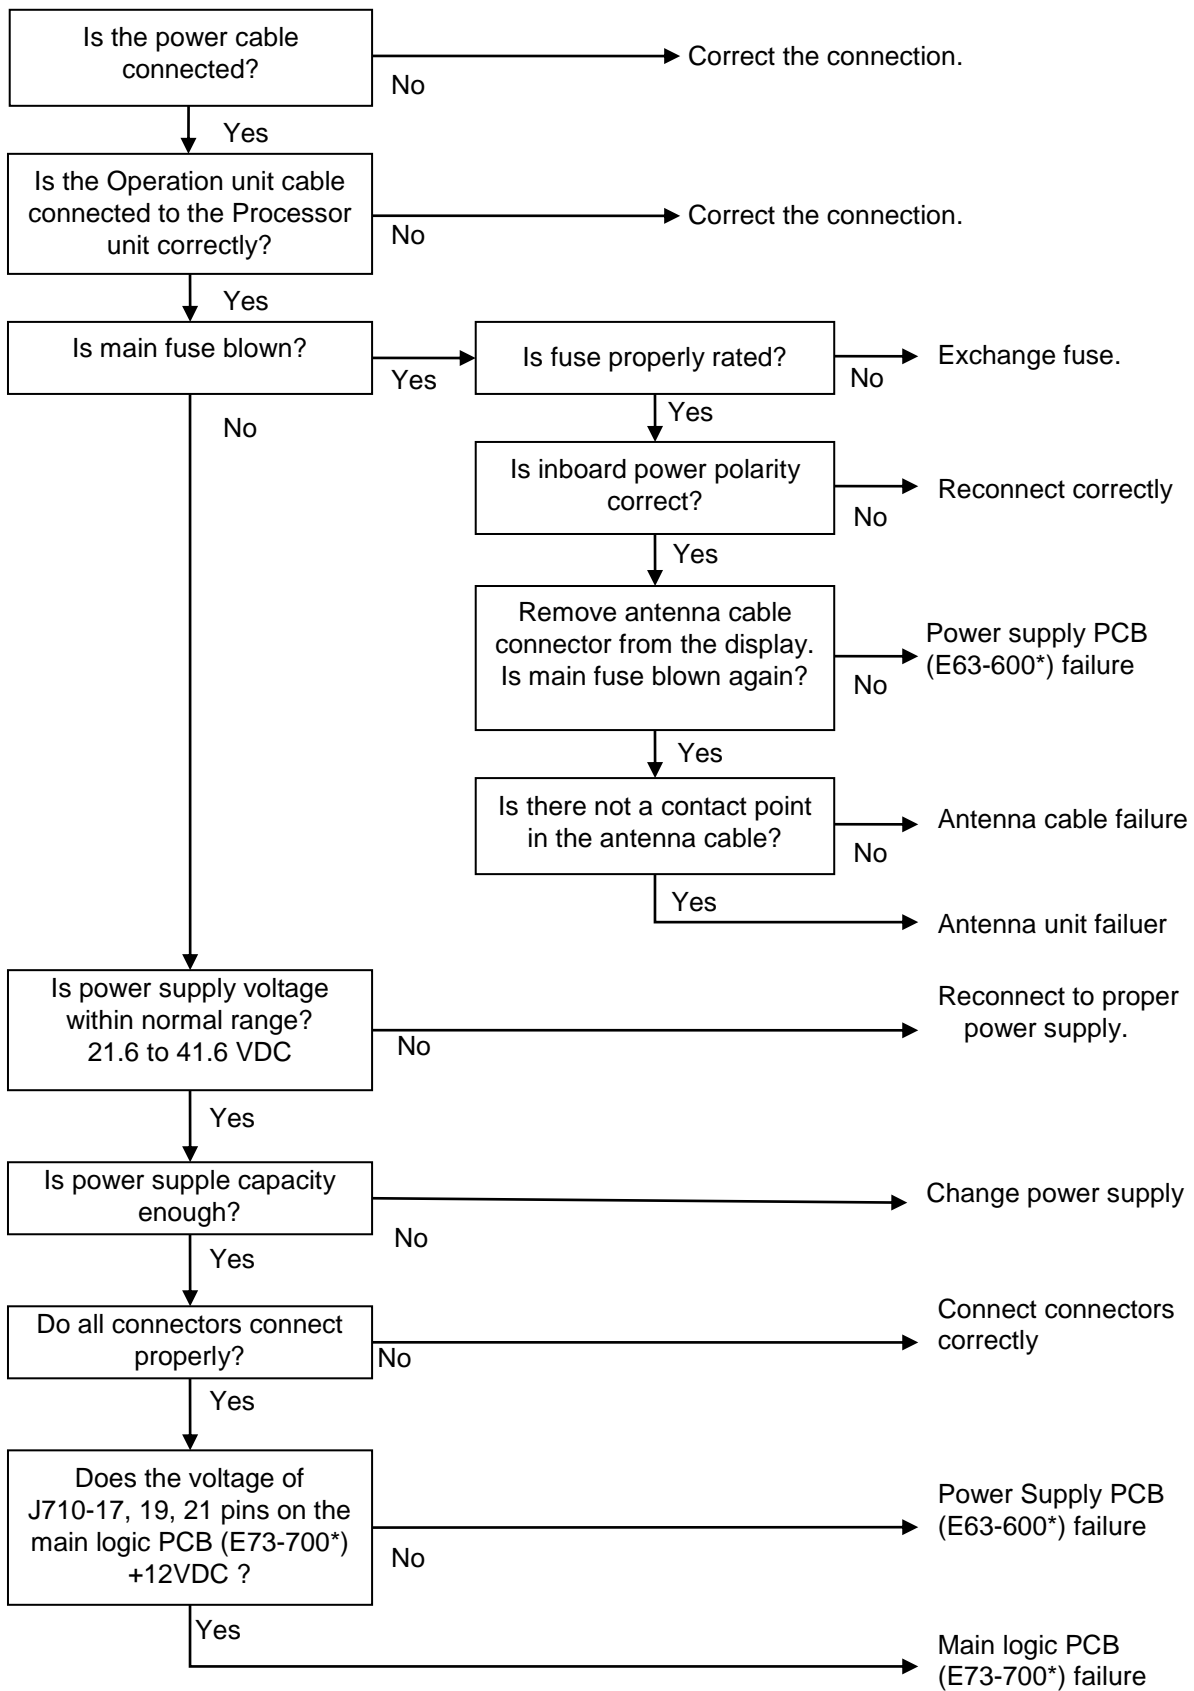 Is the power cable
connected?
No
Correct the connection.
Yes
Is the Operation unit cable
connected to the Processor
unit correctly?
No
Correct the connection.
Yes
Is main fuse blown?
Yes
Is fuse properly rated?
No
Exchange fuse.
No
Yes
Is inboard power polarity
correct?
No
Reconnect correctly
Yes
Remove antenna cable
connector from the display.
Is main fuse blown again?
No
Power supply PCB
(E63-600*) failure
Yes
Is there not a contact point
in the antenna cable?
No
Antenna cable failure
Yes
Antenna unit failuer
Is power supply voltage
within normal range?
21.6 to 41.6 VDC
No
Reconnect to proper
power supply.
Yes
Is power supple capacity
enough?
No
Change power supply
Yes
Do all connectors connect
properly?
No
Connect connectors
correctly
Yes
Does the voltage of
J710-17, 19, 21 pins on the
main logic PCB (E73-700*)
+12VDC ?
No
Power Supply PCB
(E63-600*) failure
Yes
Main logic PCB
(E73-700*) failure